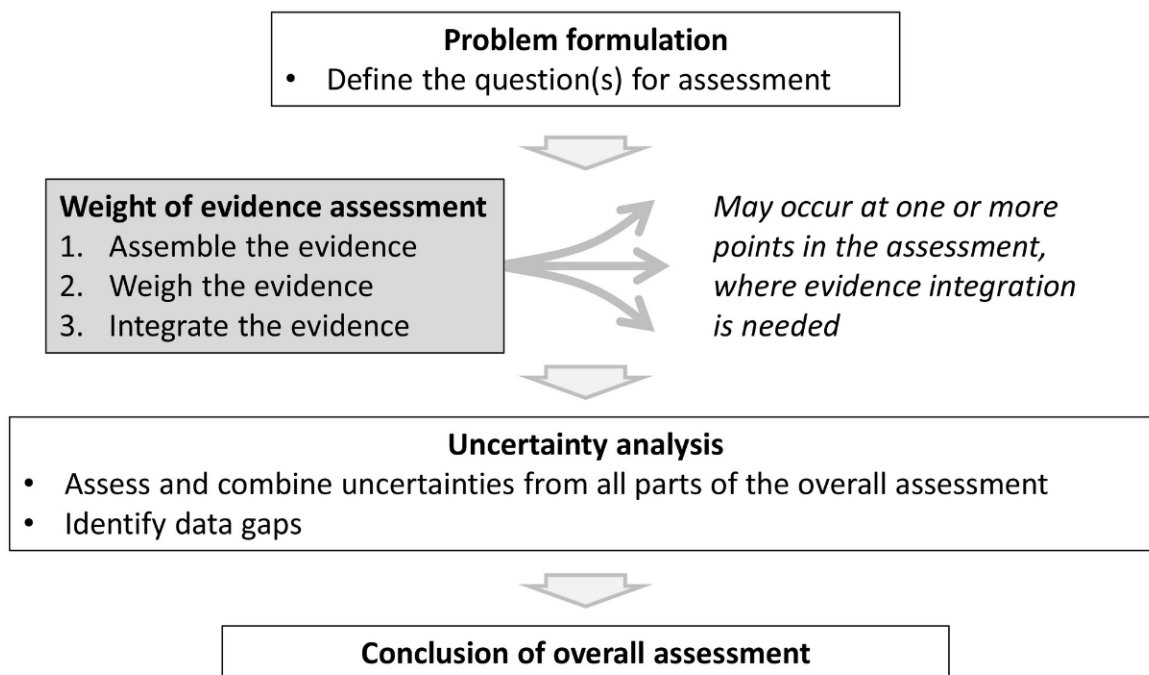 Problem formulation
• Define the question(s) for assessment
Weight of evidence assessment
1. Assemble the evidence
2. Weigh the evidence
3. Integrate the evidence
May occur at one or more
points in the assessment,
where evidence integration
is needed
Uncertainty analysis
• Assess and combine uncertainties from all parts of the overall assessment
• Identify data gaps
Conclusion of overall assessment